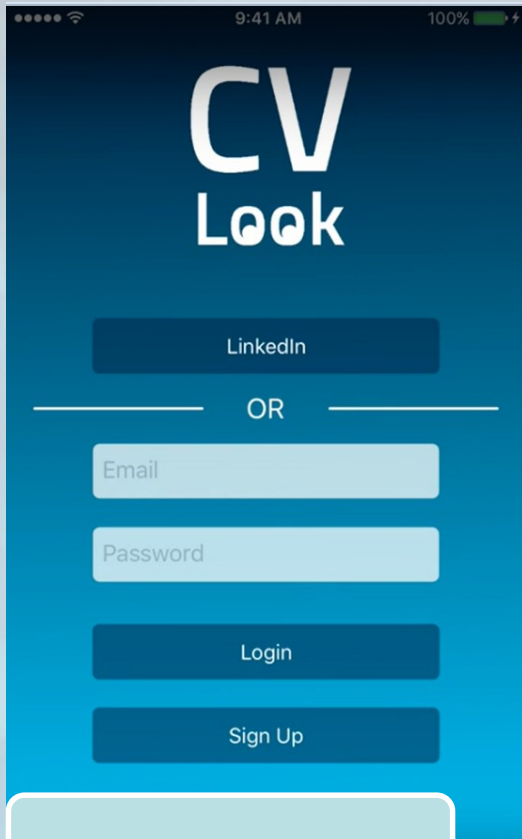 9:41 AM 100%
CV
Look
LinkedIn
OR
Email
Password
Login
Sign Up